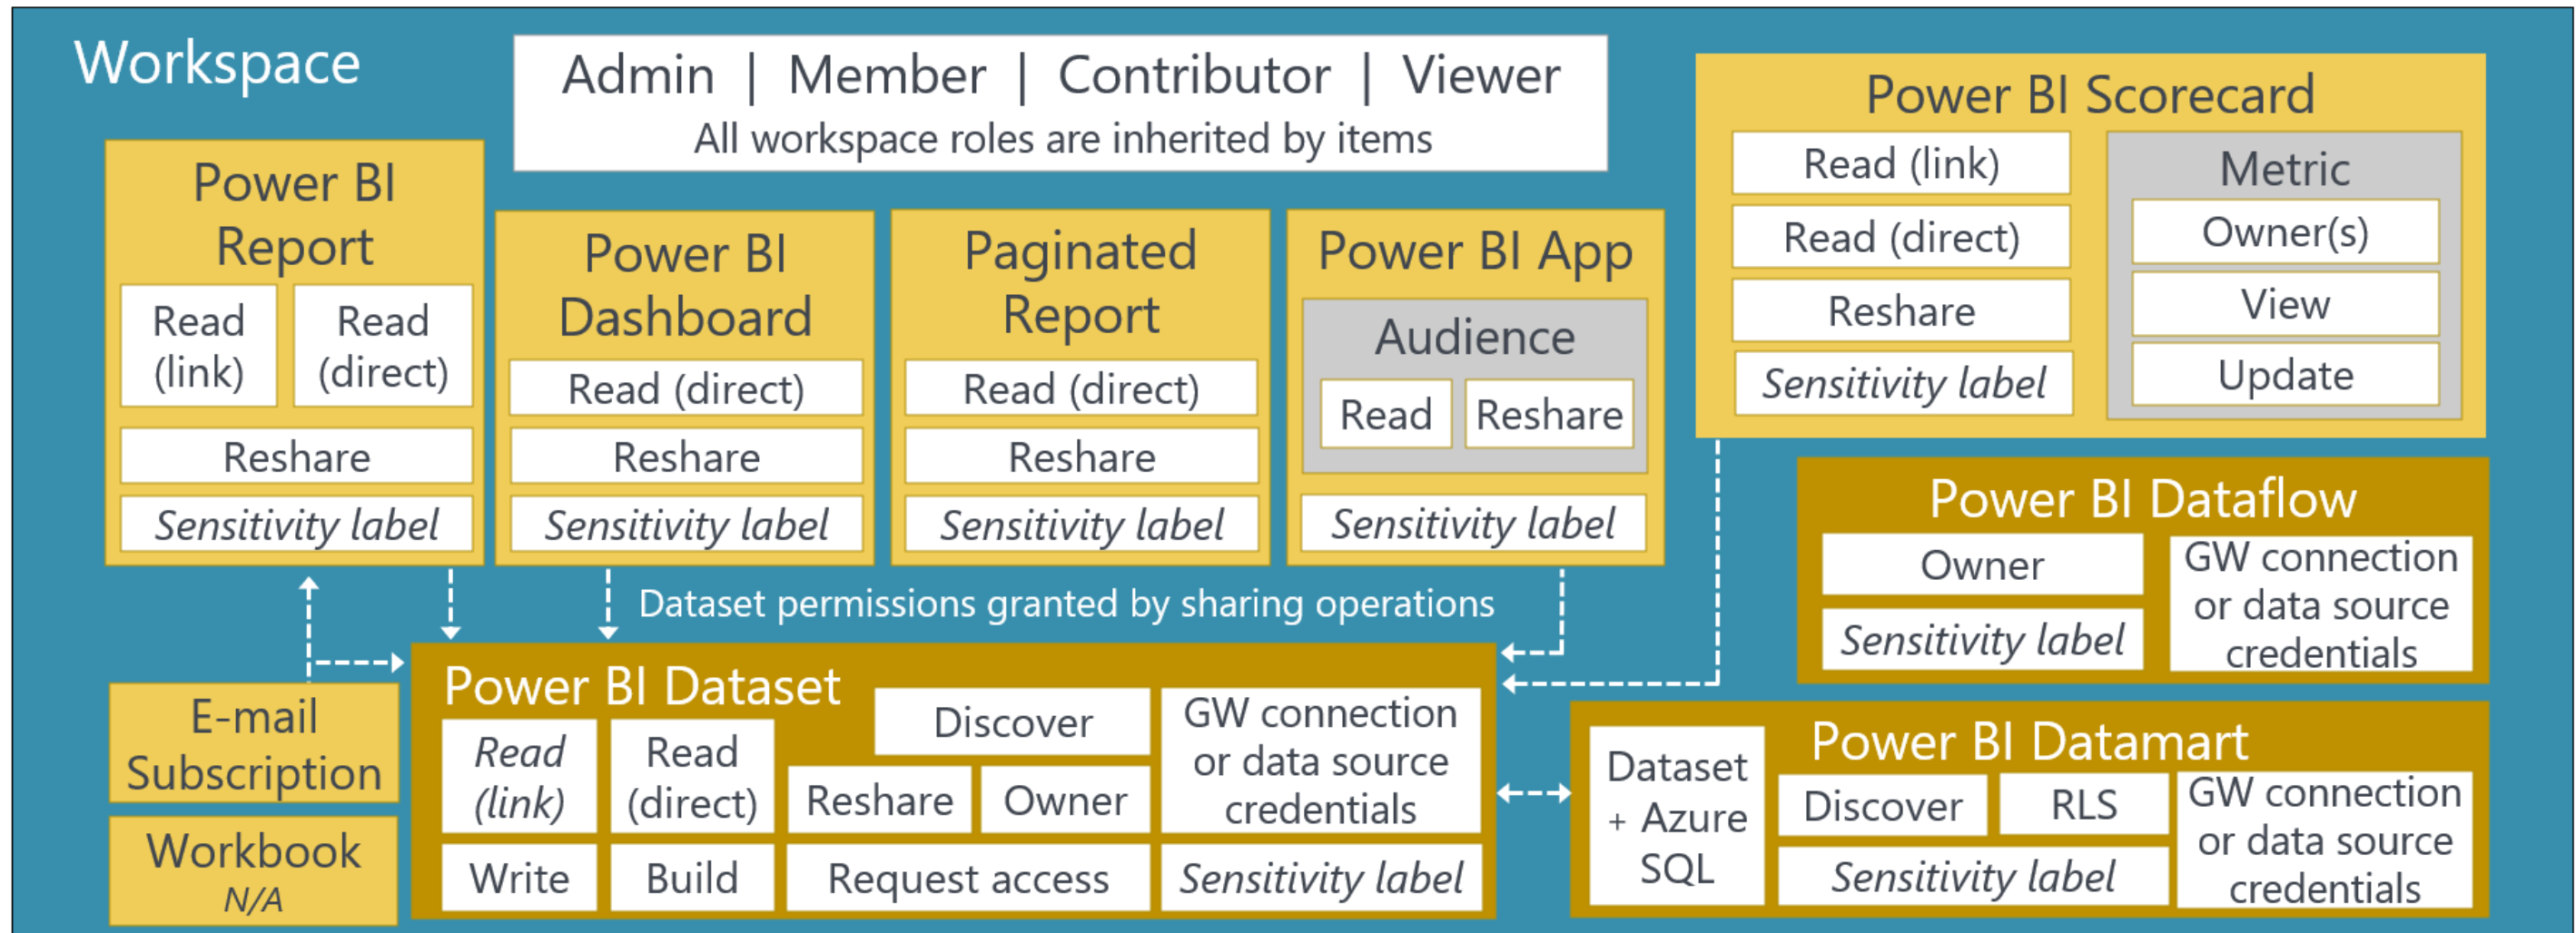 Workspace
Admin | Member | Contributor | Viewer
All workspace roles are inherited by items
Power BI
Report
Read
(link)
Read
(direct)
Reshare
Sensitivity label
Power BI
Dashboard
Read (direct)
Reshare
Sensitivity label
Paginated
Report
Read (direct)
Reshare
Sensitivity label
Power BI App
Audience
Read
Reshare
Sensitivity label
Power BI Scorecard
Read (link)
Read (direct)
Reshare
Sensitivity label
Metric
Owner(s)
View
Update
Dataset permissions granted by sharing operations
Power BI Dataflow
Owner
Sensitivity label
GW connection
or data source
credentials
E-mail
Subscription
Workbook
N/A
Power BI Dataset
Read
(link)
Read
(direct)
Discover
Reshare
Owner
GW connection
or data source
credentials
Write
Build
Request access
Sensitivity label
Power BI Datamart
Dataset
+ Azure
SQL
Discover
RLS
Sensitivity label
GW connection
or data source
credentials